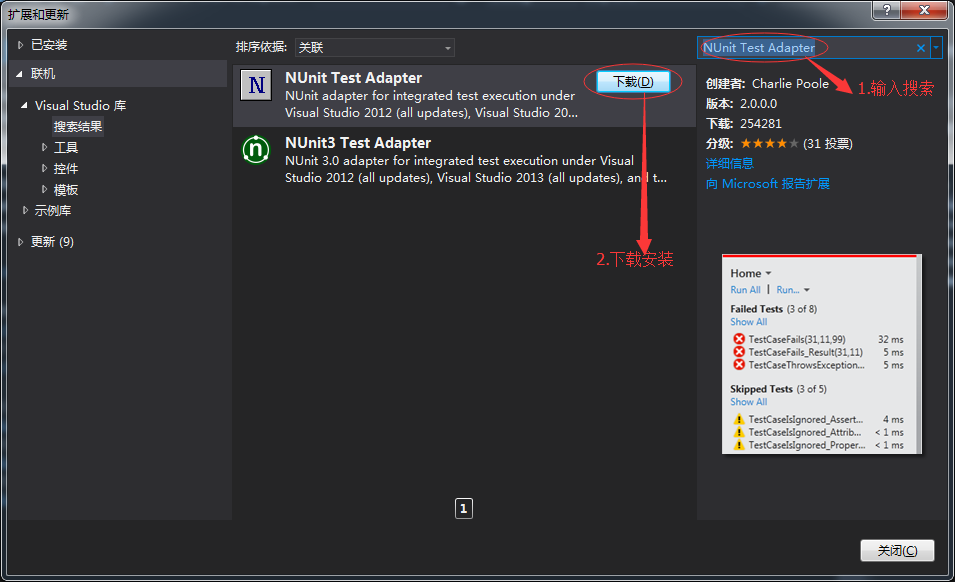 扩展和更新
已安装
联机
Visual Studio 库
搜索结果
工具
控件
模板
示例库
更新 (9)
排序依据: 关联
NUnit Test Adapter
NUnit adapter for integrated test execution under
Visual Studio 2012 (all updates), Visual Studio 20...
下载(D)
NUnit3 Test Adapter
NUnit 3.0 adapter for integrated test execution under Visual
Studio 2012 (all updates), Visual Studio 2013 (all updates), and t...
2.下载安装
1
NUnit Test Adapter
1.输入搜索
创建者: Charlie Poole
版本: 2.0.0.0
下载: 254281
分级: (31 投票)
详细信息
向 Microsoft 报告扩展
Home
Run All | Run...
Failed Tests (3 of 8)
Show All
TestCaseFails(31,11,99) 32 ms
TestCaseFails_Result(31,11) 5 ms
TestCaseThrowsException... 5 ms
Skipped Tests (3 of 5)
Show All
TestCaseIsIgnored_Assert... 4 ms
TestCaseIsIgnored_Attrib... < 1 ms
TestCaseIsIgnored_Proper... < 1 ms
关闭(C)